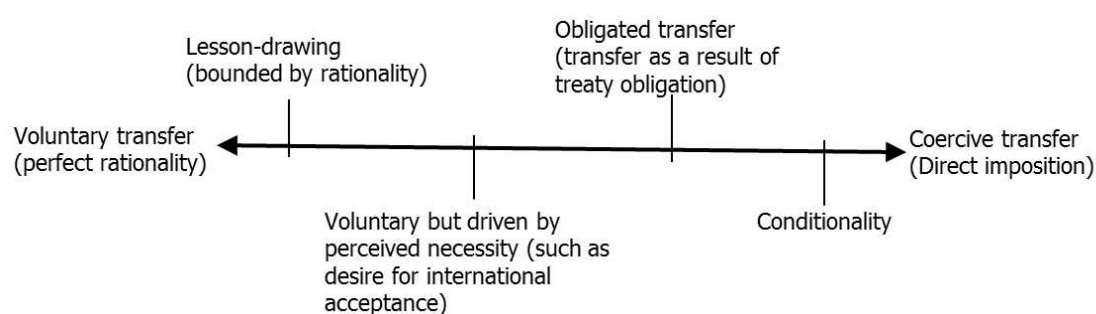 Obligated transfer
(transfer as a result of
treaty obligation)
Lesson-drawing
(bounded by rationality)
Voluntary transfer
(perfect rationality)
Coercive transfer
(Direct imposition)
Voluntary but driven by
perceived necessity (such as
desire for international
acceptance)
Conditionality